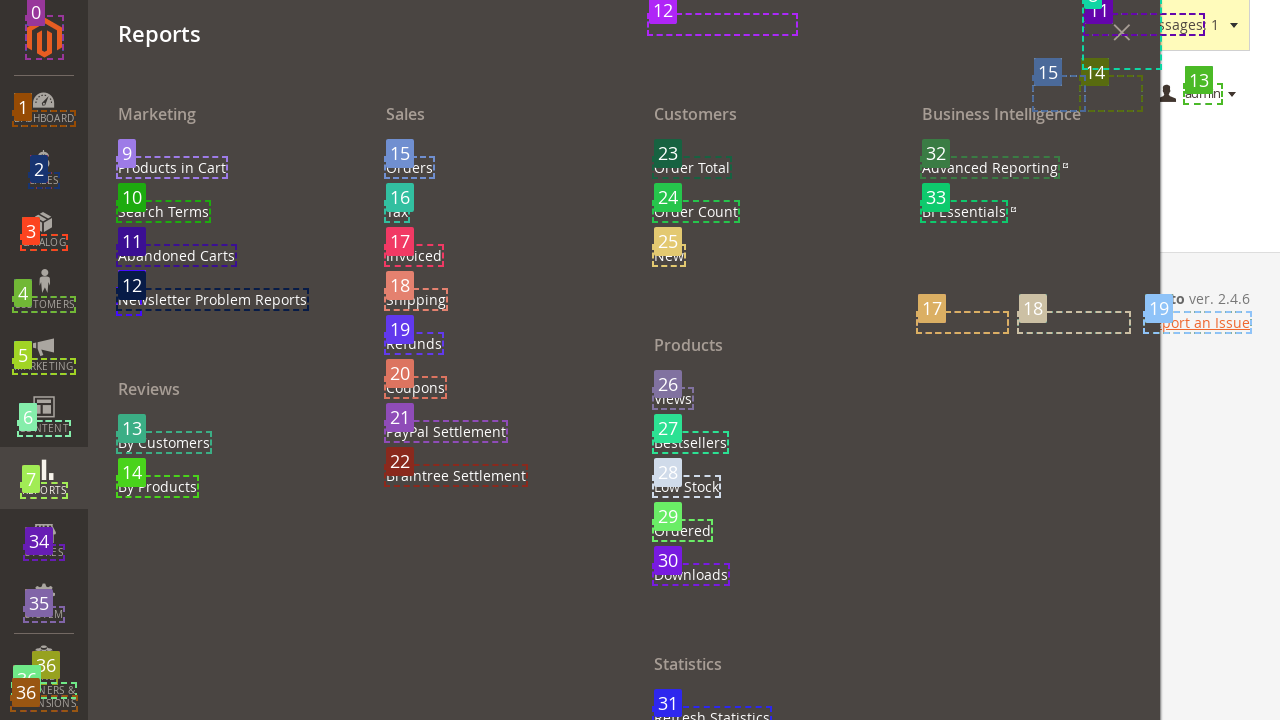 0
12
11
Reports
ssages: 1
15
14
13
admin
Marketing
Sales
Customers
Business Intelligence
1
DASHBOARD
9
Products in Cart
15
Orders
23
Order Total
32
Advanced Reporting
2
SALES
10
Search Terms
16
Tax
24
Order Count
33
BI Essentials
3
CATALOG
11
Abandoned Carts
17
Invoiced
25
New
12
Newsletter Problem Reports
18
Shipping
17
18
19
to ver. 2.4.6
port an Issue
4
CUSTOMERS
19
Refunds
Products
5
MARKETING
20
Coupons
26
Views
Reviews
6
CONTENT
13
By Customers
21
PayPal Settlement
27
Bestsellers
7
REPORTS
14
By Products
22
Braintree Settlement
28
Low Stock
29
Ordered
34
STORES
30
Downloads
35
SYSTEM
Statistics
36
36
NERS &
NSIONS
31
Refresh Statistics